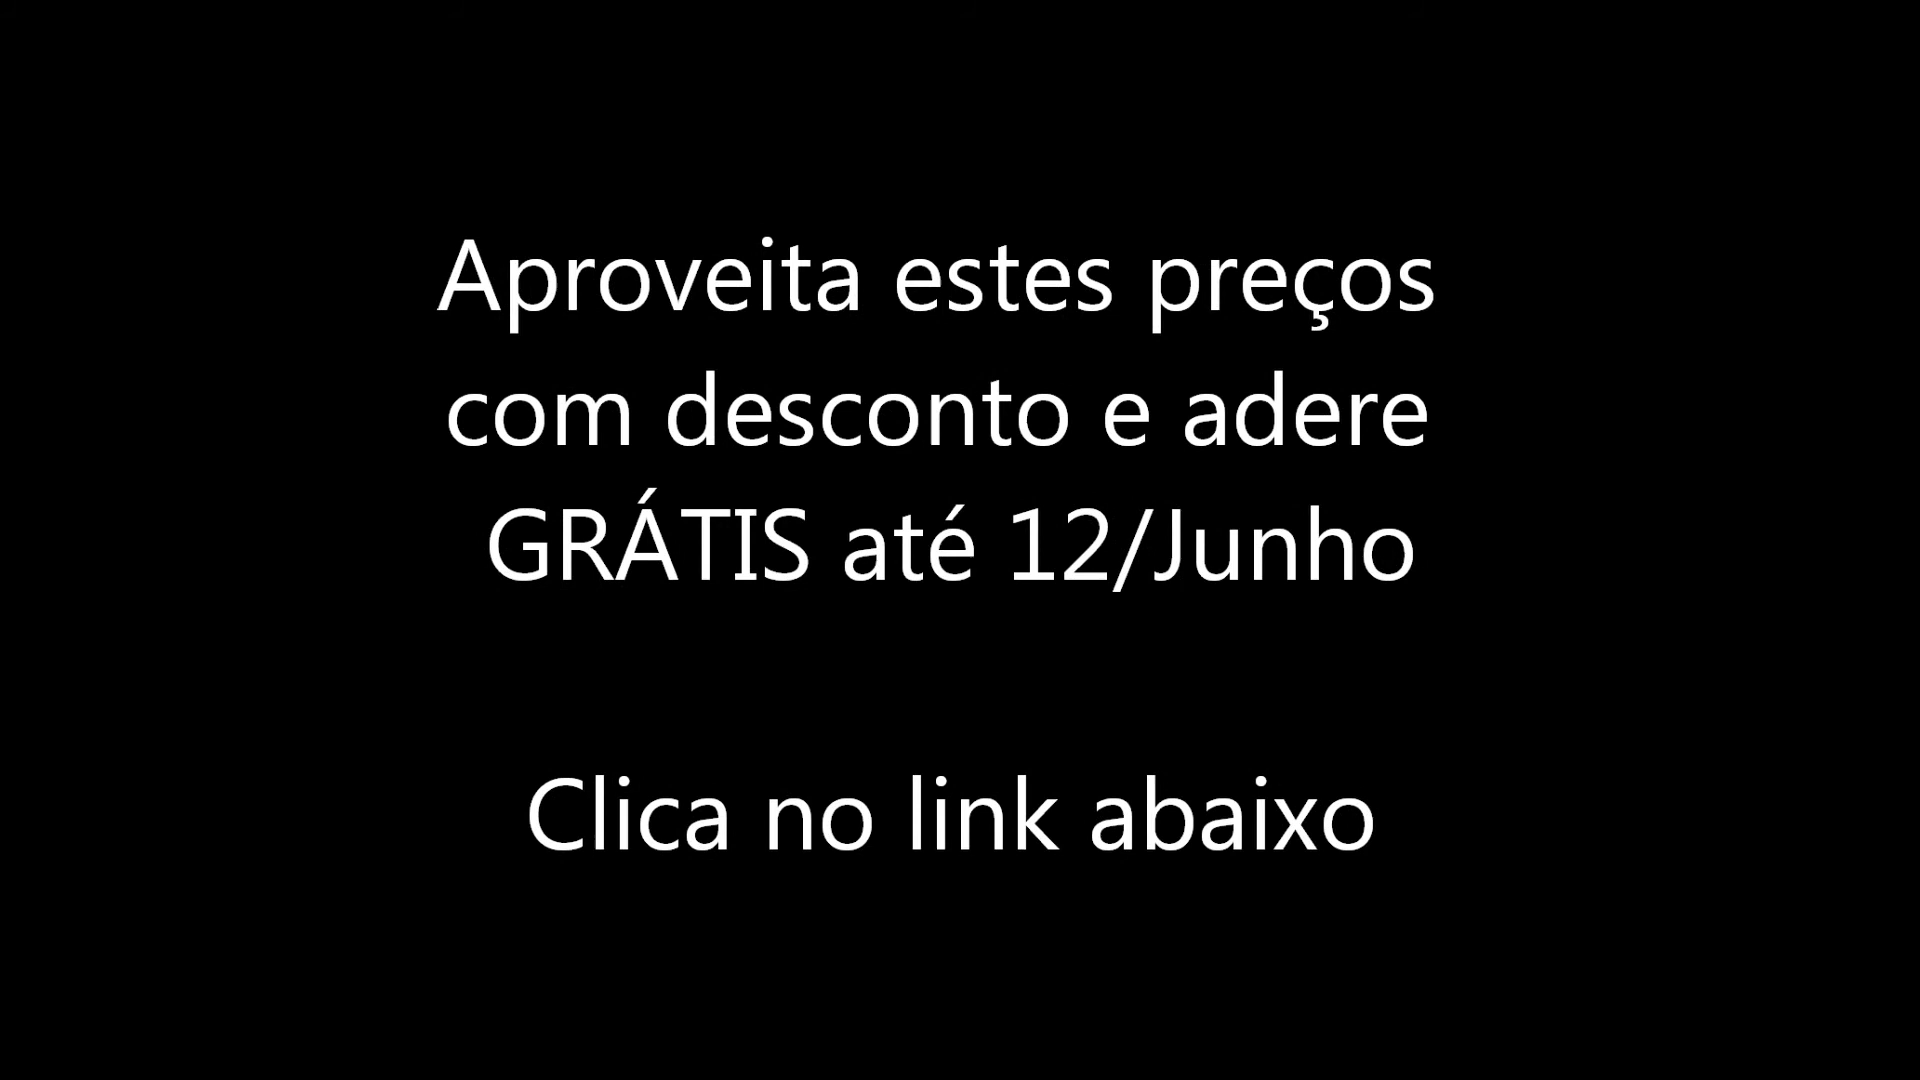 Aproveita estes preços
com desconto e adere
GRÁTIS até 12/Junho
Clica no link abaixo